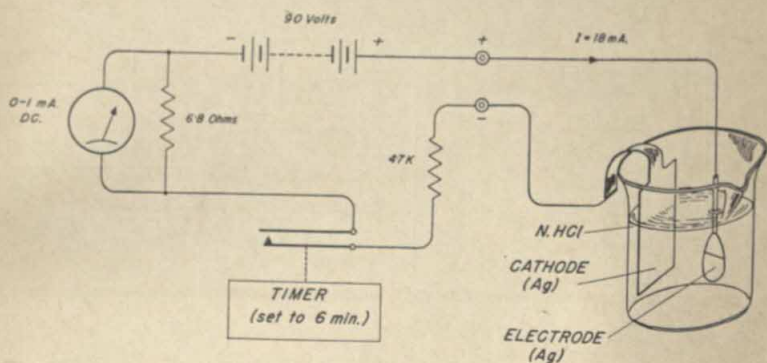 90 Volts
- +
+
I = 18 mA.
0-1 mA.
DC.
6·8 Ohms
-
47K
N. HCl
CATHODE
(Ag)
TIMER
(set to 6 min.)
ELECTRODE
(Ag)